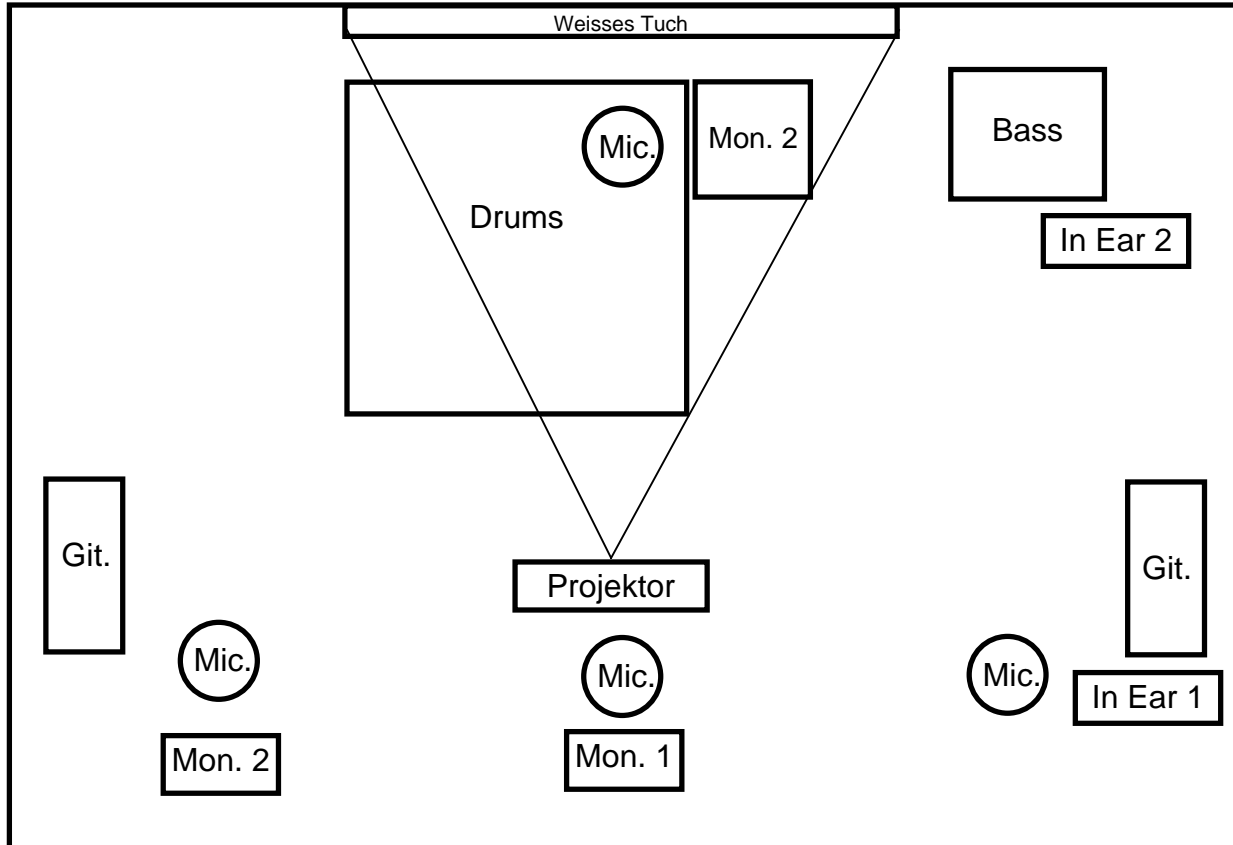 Weisses Tuch
Mic.
Mon. 2
Bass
Drums
In Ear 2
Git.
Projektor
Git.
Mic.
Mic.
Mic.
In Ear 1
Mon. 2
Mon. 1